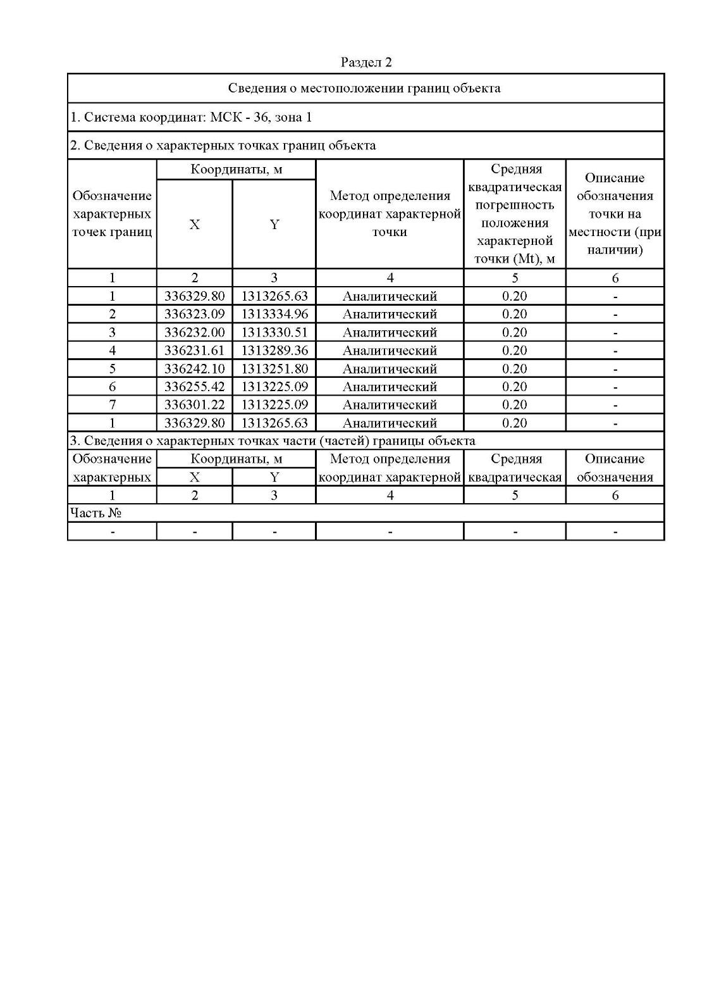 Раздел 2
Сведения о местоположении границ объекта
1. Система координат: МСК - 36, зона 1
2. Сведения о характерных точках границ объекта
Обозначение
характерных
точек границ
Координаты, м
X Y
Метод определения
координат характерной
точки
Средняя
квадратическая
погрешность
положения
характерной
точки (Mt), м
Описание
обозначения
точки на
местности (при
наличии)
1 2 3 4 5 6
1 336329.80 1313265.63 Аналитический 0.20 -
2 336323.09 1313334.96 Аналитический 0.20 -
3 336232.00 1313330.51 Аналитический 0.20 -
4 336231.61 1313289.36 Аналитический 0.20 -
5 336242.10 1313251.80 Аналитический 0.20 -
6 336255.42 1313225.09 Аналитический 0.20 -
7 336301.22 1313225.09 Аналитический 0.20 -
1 336329.80 1313265.63 Аналитический 0.20 -
3. Сведения о характерных точках части (частей) границы объекта
Обозначение Координаты, м Метод определения Средняя Описание
характерных X Y координат характерной квадратическая обозначения
1 2 3 4 5 6
Часть №
- - - - - -